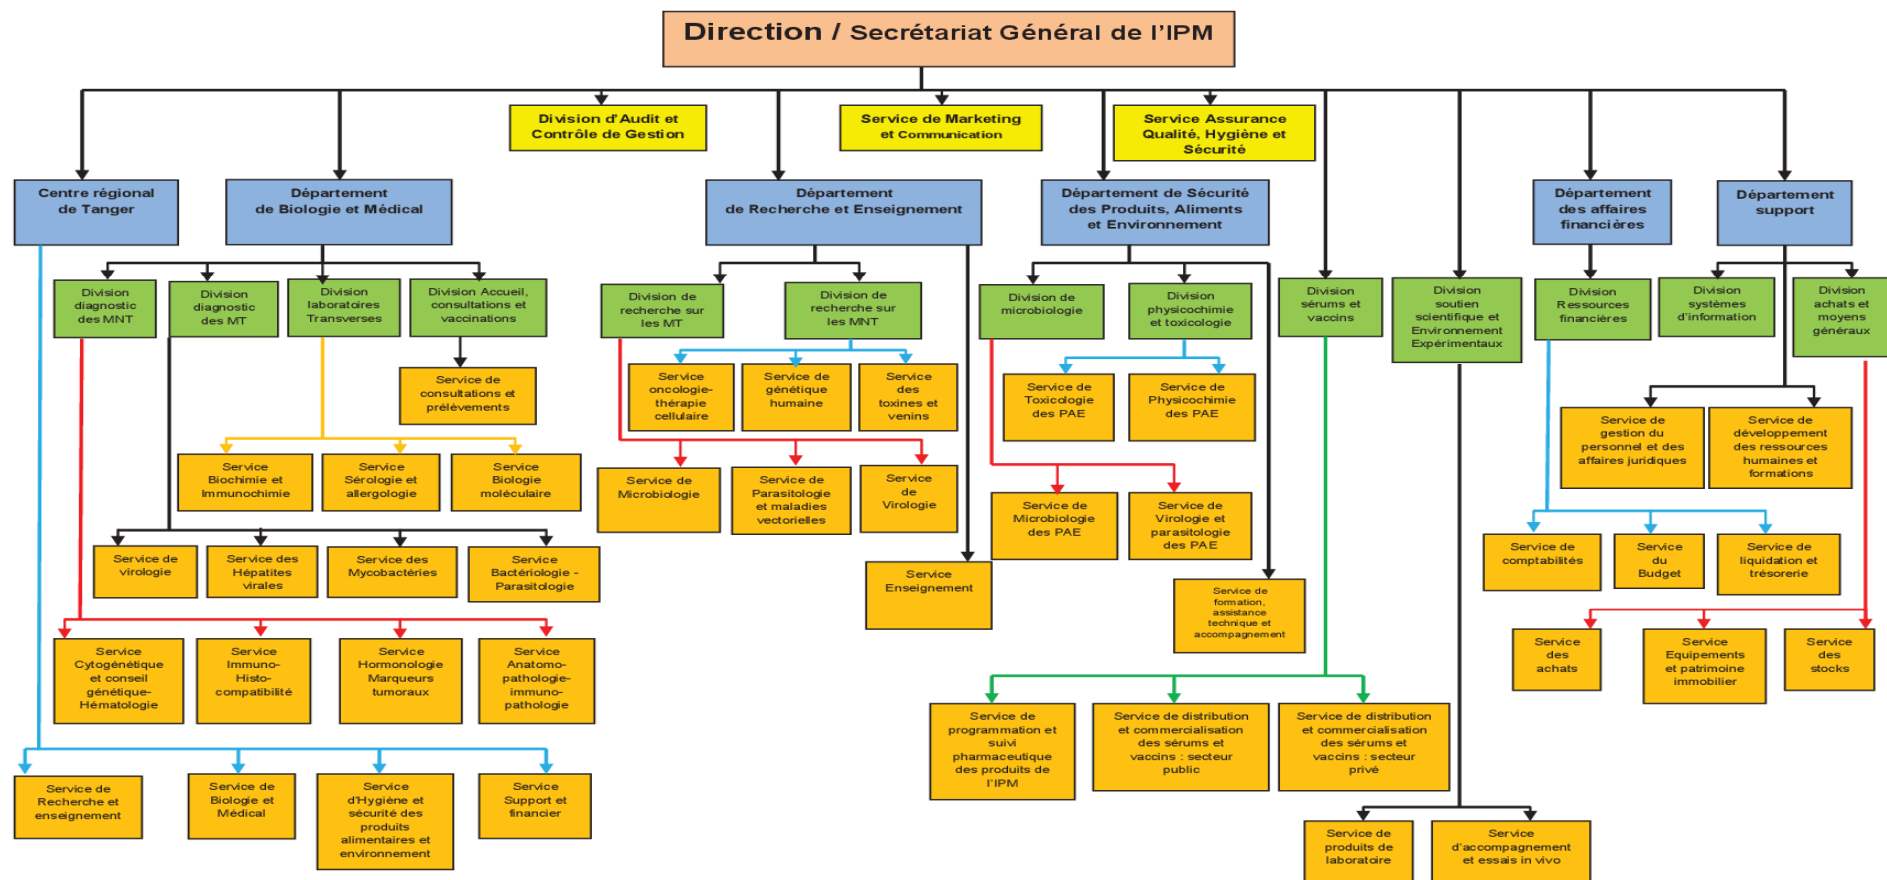 Direction / Secrétariat Général de l'IPM
Division d'Audit et
Contrôle de Gestion
Service de Marketing
et Communication
Service Assurance
Qualité, Hygiène et
Sécurité
Centre régional
de Tanger
Département
de Biologie et Médical
Département
de Recherche et Enseignement
Département de Sécurité
des Produits, Aliments
et Environnement
Département
des affaires
financières
Département
support
Division
diagnostic
des MNT
Division
diagnostic
des MT
Division
laboratoires
Transverses
Division Accueil,
consultations et
vaccinations
Division de
recherche sur
les MT
Division de
recherche sur
les MNT
Division de
microbiologie
Division
physicochimie
et toxicologie
Division
sérums et
vaccins
Division
soutien
scientifique et
Environnement
Expérimentaux
Division
Ressources
financières
Division
systèmes
d'information
Division
achats et
moyens
généraux
Service de
consultations et
prélèvements
Service
oncologie-
thérapie
cellulaire
Service de
génétique
humaine
Service
des
toxines et
venins
Service de
Toxicologie
des PAE
Service de
Physicochimie
des PAE
Service de
gestion du
personnel et des
affaires juridiques
Service de
développement
des ressources
humaines et
formations
Service
Biochimie et
Immunochimie
Service
Sérologie et
allergologie
Service
Biologie
moléculaire
Service de
Microbiologie
Service de
Parasitologie
et maladies
vectorielles
Service
de
Virologie
Service de
Microbiologie
des PAE
Service de
Virologie et
parasitologie
des PAE
Service de
virologie
Service des
Hépatites
virales
Service des
Mycobactéries
Service
Bactériologie -
Parasitologie
Service
Enseignement
Service de
formation,
assistance
technique et
accompagnement
Service de
comptabilités
Service
du
Budget
Service de
liquidation et
trésorerie
Service
Cytogénétique
et conseil
génétique-
Hématologie
Service
Immuno-
Histo-
compatibilité
Service
Hormonologie
Marqueurs
tumoraux
Service
Anatomo-
pathologie-
immuno-
pathologie
Service
des
achats
Service
Equipements
et patrimoine
immobilier
Service
des
stocks
Service de
programmation et
suivi
pharmaceutique
des produits de
l'IPM
Service de distribution
et commercialisation
des sérums et
vaccins : secteur
public
Service de distribution
et commercialisation
des sérums et
vaccins : secteur
privé
Service de
Recherche et
enseignement
Service de
Biologie et
Médical
Service
d'Hygiène et
sécurité des
produits
alimentaires et
environnement
Service
Support et
financier
Service de
produits de
laboratoire
Service
d'accompagnement
et essais in vivo